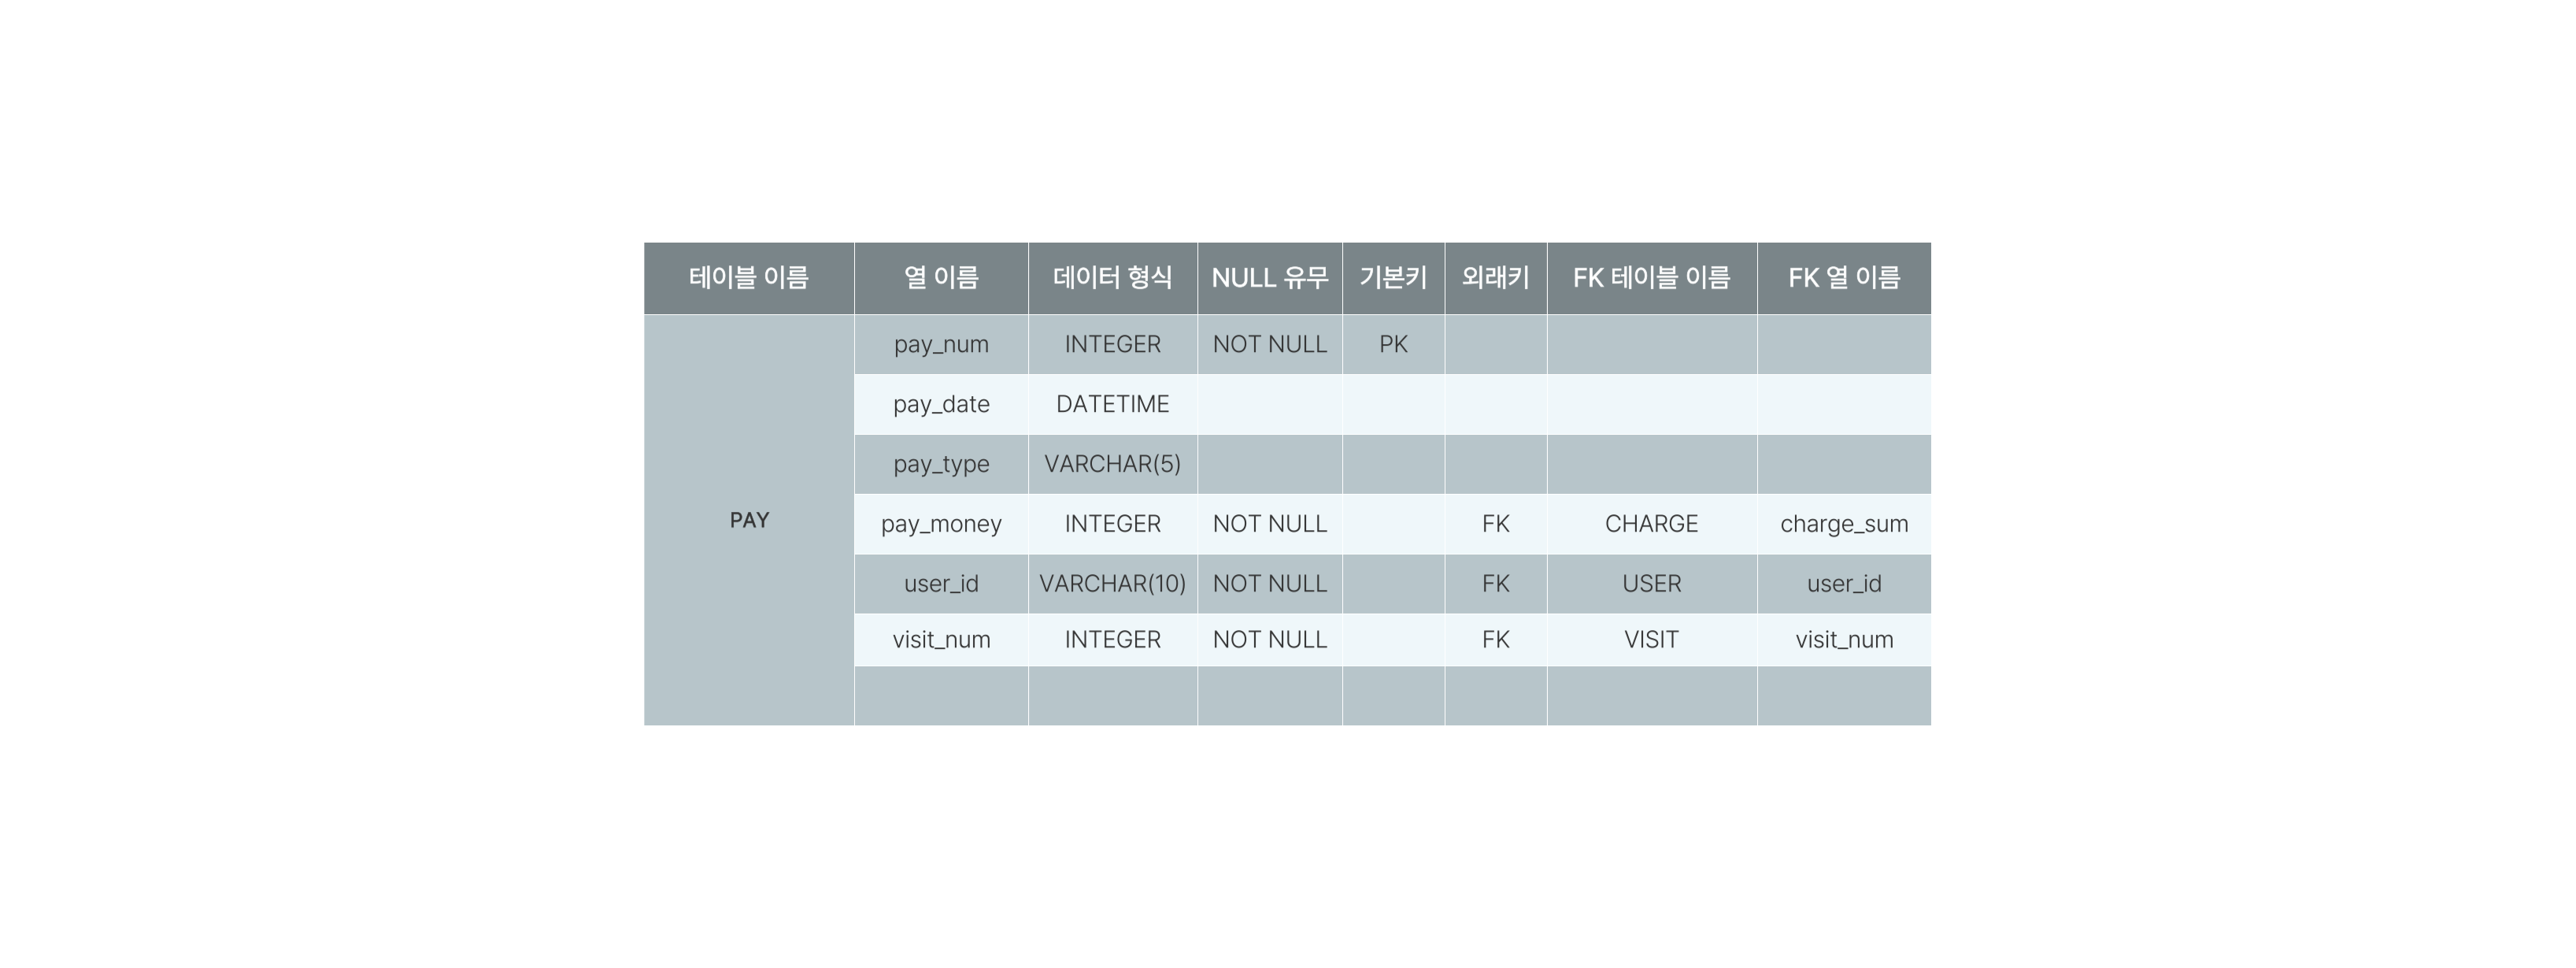 테이블 이름 열 이름 데이터 형식 NULL 유무 기본키 외래키 FK 테이블 이름 FK 열 이름
pay_num INTEGER NOT NULL PK
pay_date DATETIME
pay_type VARCHAR(5)
PAY pay_money INTEGER NOT NULL FK CHARGE charge_sum
user_id VARCHAR(10) NOT NULL FK USER user_id
visit_num INTEGER NOT NULL FK VISIT visit_num